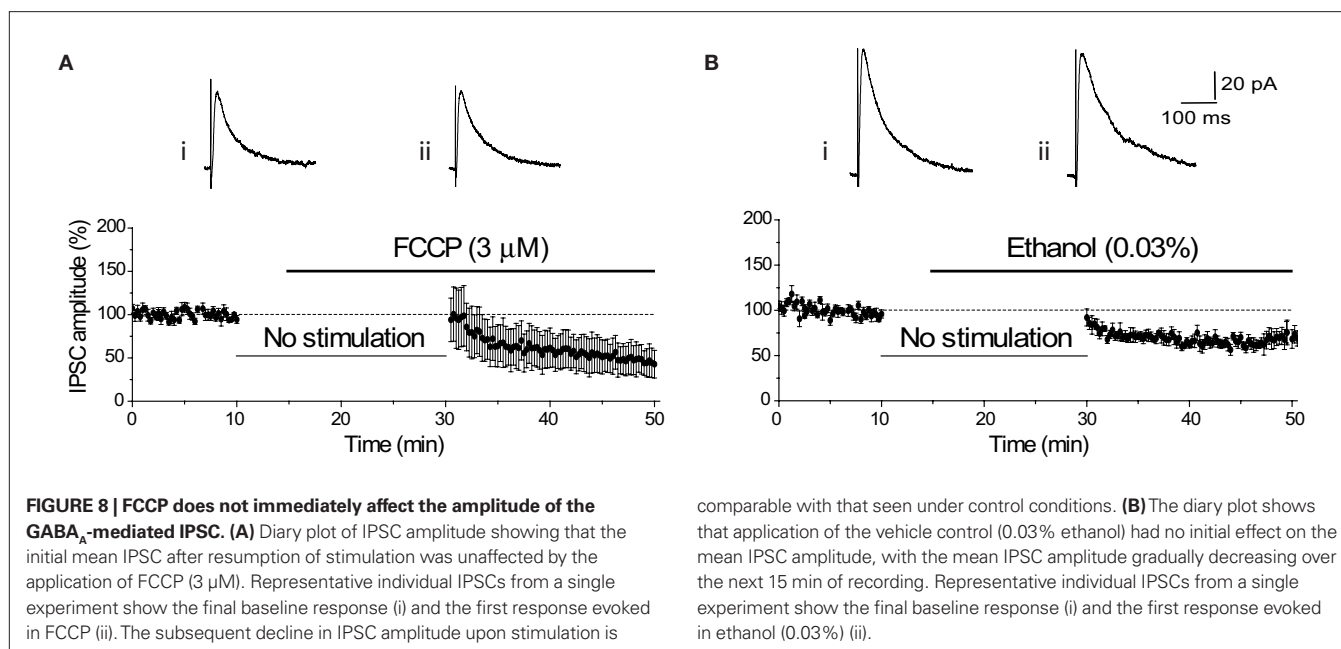 A
i
ii
IPSC amplitude (%)
200
150
100
50
0
FCCP (3 μM)
No stimulation
0 10 20 30 40 50
Time (min)
B
i
ii
20 pA
100 ms
200
150
100
50
0
Ethanol (0.03%)
No stimulation
0 10 20 30 40 50
Time (min)
FIGURE 8 | FCCP does not immediately affect the amplitude of the
GABAA-mediated IPSC. (A) Diary plot of IPSC amplitude showing that the
initial mean IPSC after resumption of stimulation was unaffected by the
application of FCCP (3 μM). Representative individual IPSCs from a single
experiment show the final baseline response (i) and the first response evoked
in FCCP (ii). The subsequent decline in IPSC amplitude upon stimulation is
comparable with that seen under control conditions. (B) The diary plot shows
that application of the vehicle control (0.03% ethanol) had no initial effect on the
mean IPSC amplitude, with the mean IPSC amplitude gradually decreasing over
the next 15 min of recording. Representative individual IPSCs from a single
experiment show the final baseline response (i) and the first response evoked
in ethanol (0.03%) (ii).